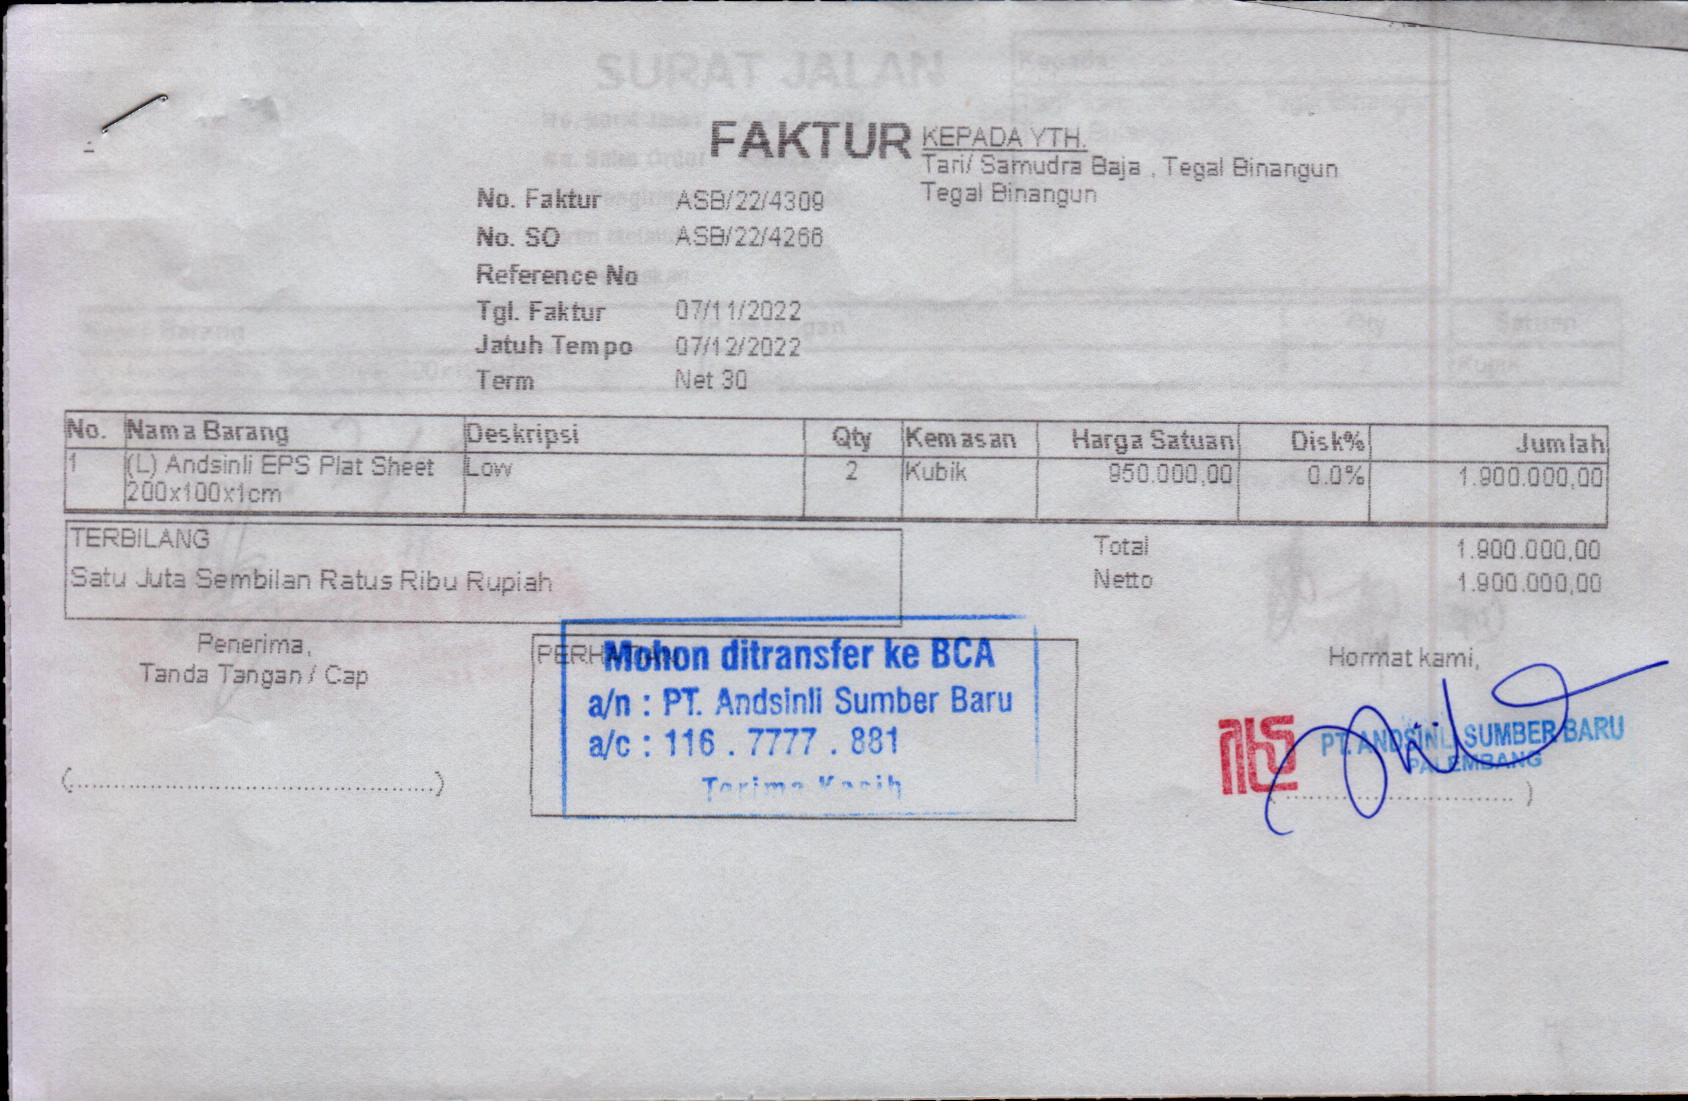 SURAT JALAN
Kepada
FAKTUR
KEPADA YTH.
Tari/ Samudra Baja , Tegal Binangun
Tegal Binangun
No. Faktur ASB/22/4309
No. SO ASB/22/4266
Reference No
Tgl. Faktur 07/11/2022
Jatuh Tempo 07/12/2022
Term Net 30
No. Nama Barang Deskripsi Qty Kemasan Harga Satuan Disk% Jumlah
1 (L) Andsinli EPS Plat Sheet Low 2 Kubik 950.000,00 0.0% 1.900.000,00
200x100x1cm
TERBILANG
Satu Juta Sembilan Ratus Ribu Rupiah
Total 1.900.000,00
Netto 1.900.000,00
Penerima,
Tanda Tangan / Cap
Mohon ditransfer ke BCA
a/n : PT. Andsinli Sumber Baru
a/c : 116 . 7777 . 881
Terima Kasih
Hormat kami,
PT. ANDSINLI SUMBER BARU
PALEMBANG